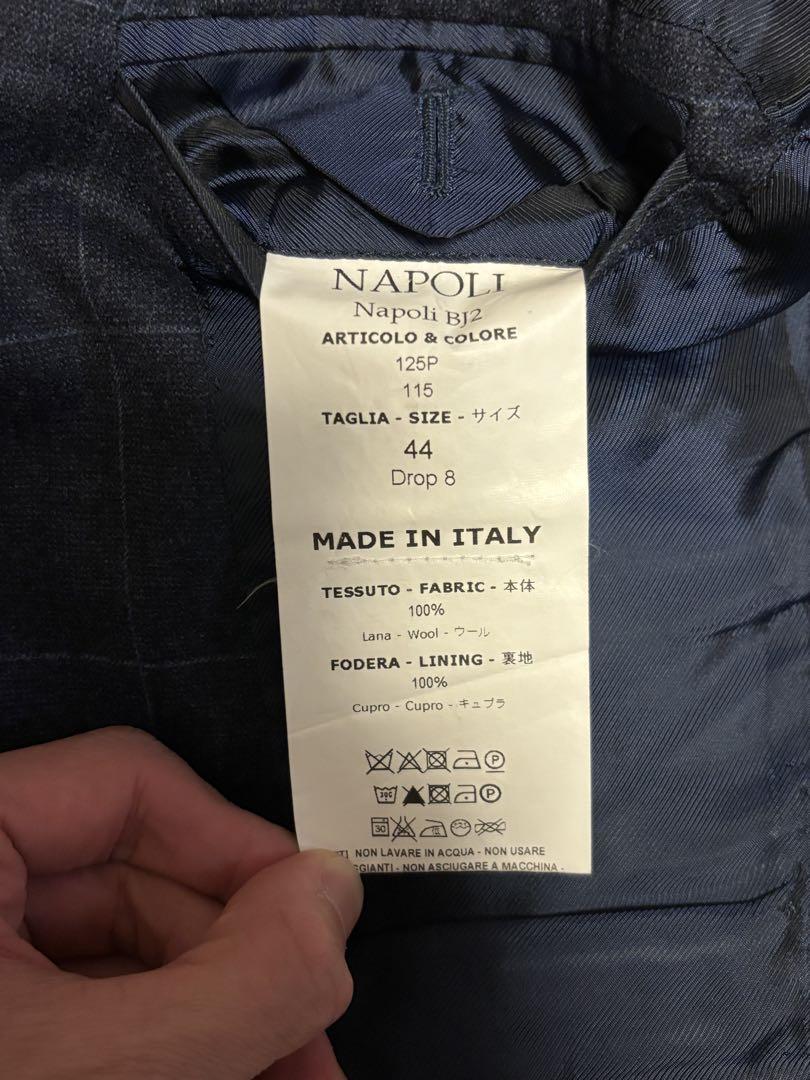 NAPOLI
Napoli BJ2
ARTICOLO & COLORE
125P
115
TAGLIA - SIZE - サイズ
44
Drop 8
MADE IN ITALY
TESSUTO - FABRIC - 本体
100%
Lana - Wool - ウール
FODERA - LINING - 裏地
100%
Cupro - Cupro - キュプラ
P
P
30
NON LAVARE IN ACQUA - NON USARE
- NON ASCIUGARE A MACCHINA -